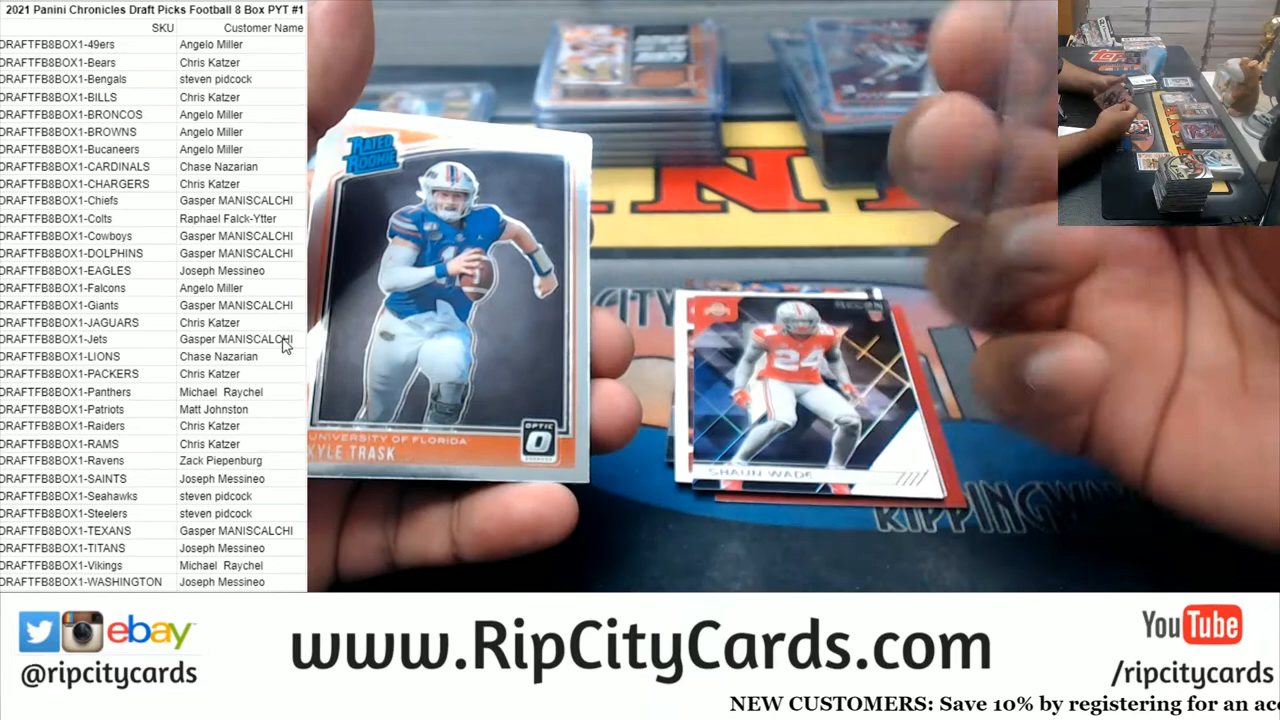 2021 Panini Chronicles Draft Picks Football 8 Box PYT #1
SKU Customer Name
DRAFTFB8BOX1-49ers Angelo Miller
DRAFTFB8BOX1-Bears Chris Katzer
DRAFTFB8BOX1-Bengals steven pidcock
DRAFTFB8BOX1-BILLS Chris Katzer
DRAFTFB8BOX1-BRONCOS Angelo Miller
DRAFTFB8BOX1-BROWNS Angelo Miller
DRAFTFB8BOX1-Bucaneers Angelo Miller
DRAFTFB8BOX1-CARDINALS Chase Nazarian
DRAFTFB8BOX1-CHARGERS Chris Katzer
DRAFTFB8BOX1-Chiefs Gasper MANISCALCHI
DRAFTFB8BOX1-Colts Raphael Falck-Ytter
DRAFTFB8BOX1-Cowboys Gasper MANISCALCHI
DRAFTFB8BOX1-DOLPHINS Gasper MANISCALCHI
DRAFTFB8BOX1-EAGLES Joseph Messineo
DRAFTFB8BOX1-Falcons Angelo Miller
DRAFTFB8BOX1-Giants Gasper MANISCALCHI
DRAFTFB8BOX1-JAGUARS Chris Katzer
DRAFTFB8BOX1-Jets Gasper MANISCALCHI
DRAFTFB8BOX1-LIONS Chase Nazarian
DRAFTFB8BOX1-PACKERS Chris Katzer
DRAFTFB8BOX1-Panthers Michael Raychel
DRAFTFB8BOX1-Patriots Matt Johnston
DRAFTFB8BOX1-Raiders Chris Katzer
DRAFTFB8BOX1-RAMS Chris Katzer
DRAFTFB8BOX1-Ravens Zack Piepenburg
DRAFTFB8BOX1-SAINTS Joseph Messineo
DRAFTFB8BOX1-Seahawks steven pidcock
DRAFTFB8BOX1-Steelers steven pidcock
DRAFTFB8BOX1-TEXANS Gasper MANISCALCHI
DRAFTFB8BOX1-TITANS Joseph Messineo
DRAFTFB8BOX1-Vikings Michael Raychel
DRAFTFB8BOX1-WASHINGTON Joseph Messineo
RATED
ROOKIE
OPTIC
UNIVERSITY OF FLORIDA
KYLE TRASK
RECON
24
SHAUN WADE
RIPPINGWA
ebay
@ripcitycards
www.RipCityCards.com
YouTube
/ripcitycards
NEW CUSTOMERS: Save 10% by registering for an acc